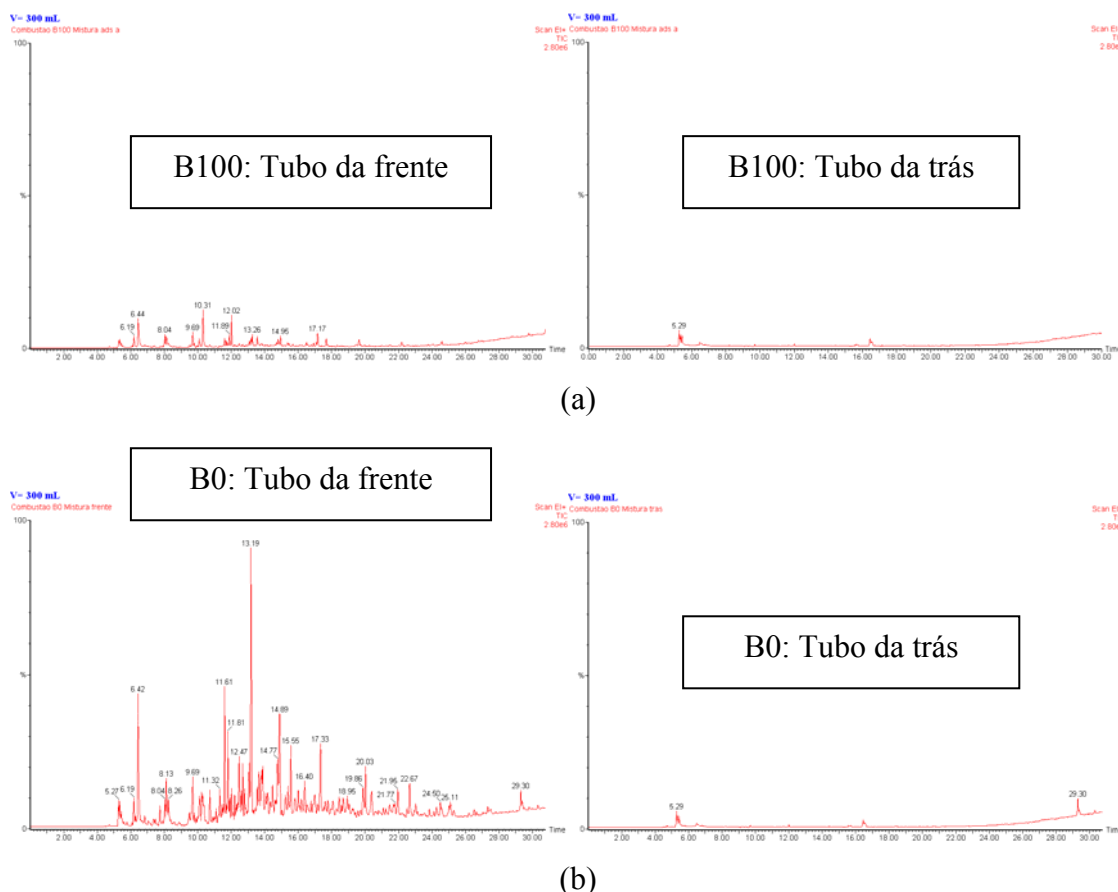 V= 300 mL
Combustao B100 Mistura ads a
Scan EI+
TIC
2.80e6
100
%
B100: Tubo da frente
6.19
6.44
8.04
9.69
10.31
11.89
12.02
13.26
14.96
17.17
2.00 4.00 6.00 8.00 10.00 12.00 14.00 16.00 18.00 20.00 22.00 24.00 26.00 28.00 30.00
Time
V= 300 mL
Combustao B100 Mistura ads a
Scan EI+
TIC
2.80e6
100
%
B100: Tubo da trás
5.29
0.00 2.00 4.00 6.00 8.00 10.00 12.00 14.00 16.00 18.00 20.00 22.00 24.00 26.00 28.00 30.00
(a)
B0: Tubo da frente
V= 300 mL
Combustao B0 Mistura frente
Scan EI+
TIC
2.80e6
100
%
5.27
6.19
6.42
8.04
8.13
8.26
9.69
11.32
11.61
11.81
12.47
13.19
14.77
14.89
15.55
16.40
17.33
18.95
19.86
20.03
21.77
21.95
22.67
24.50
25.11
29.30
2.00 4.00 6.00 8.00 10.00 12.00 14.00 16.00 18.00 20.00 22.00 24.00 26.00 28.00 30.00
Time
V= 300 mL
Combustao B0 Mistura tras
Scan EI+
TIC
2.80e6
100
%
B0: Tubo da trás
5.29
29.30
2.00 4.00 6.00 8.00 10.00 12.00 14.00 16.00 18.00 20.00 22.00 24.00 26.00 28.00 30.00
(b)